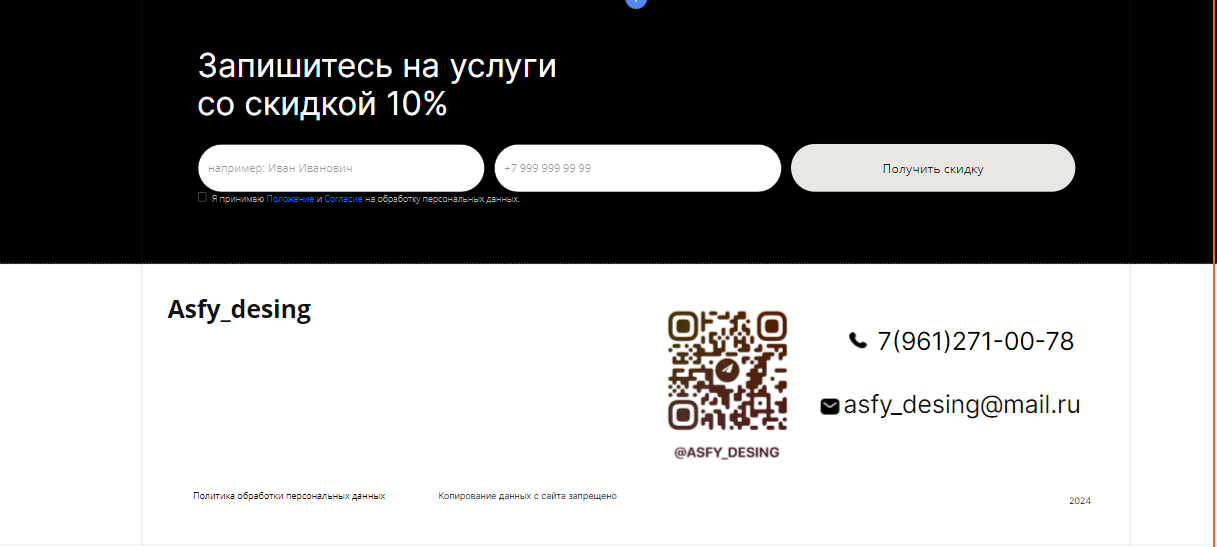 Запишитесь на услуги
со скидкой 10%
например: Иван Иванович
+7 999 999 99 99
Получить скидку
Я принимаю Положение и Согласие на обработку персональных данных.
Asfy_desing
7(961)271-00-78
asfy_desing@mail.ru
@ASFY_DESING
Политика обработки персональных данных
Копирование данных с сайта запрещено
2024